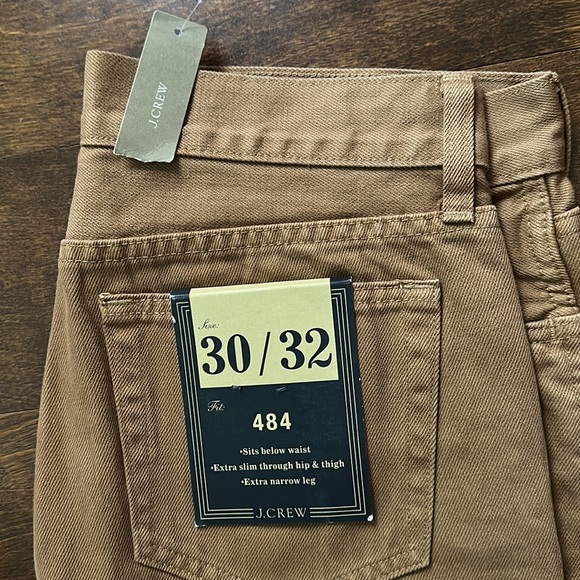 J.CREW
Size:
30/32
Fit:
484
•Sits below waist
•Extra slim through hip & thigh
•Extra narrow leg
J.CREW